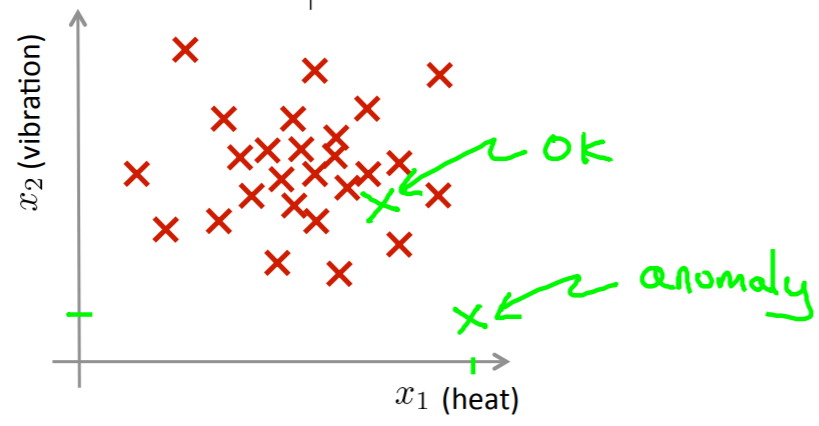 x2 (vibration)
OK
anomaly
x1 (heat)